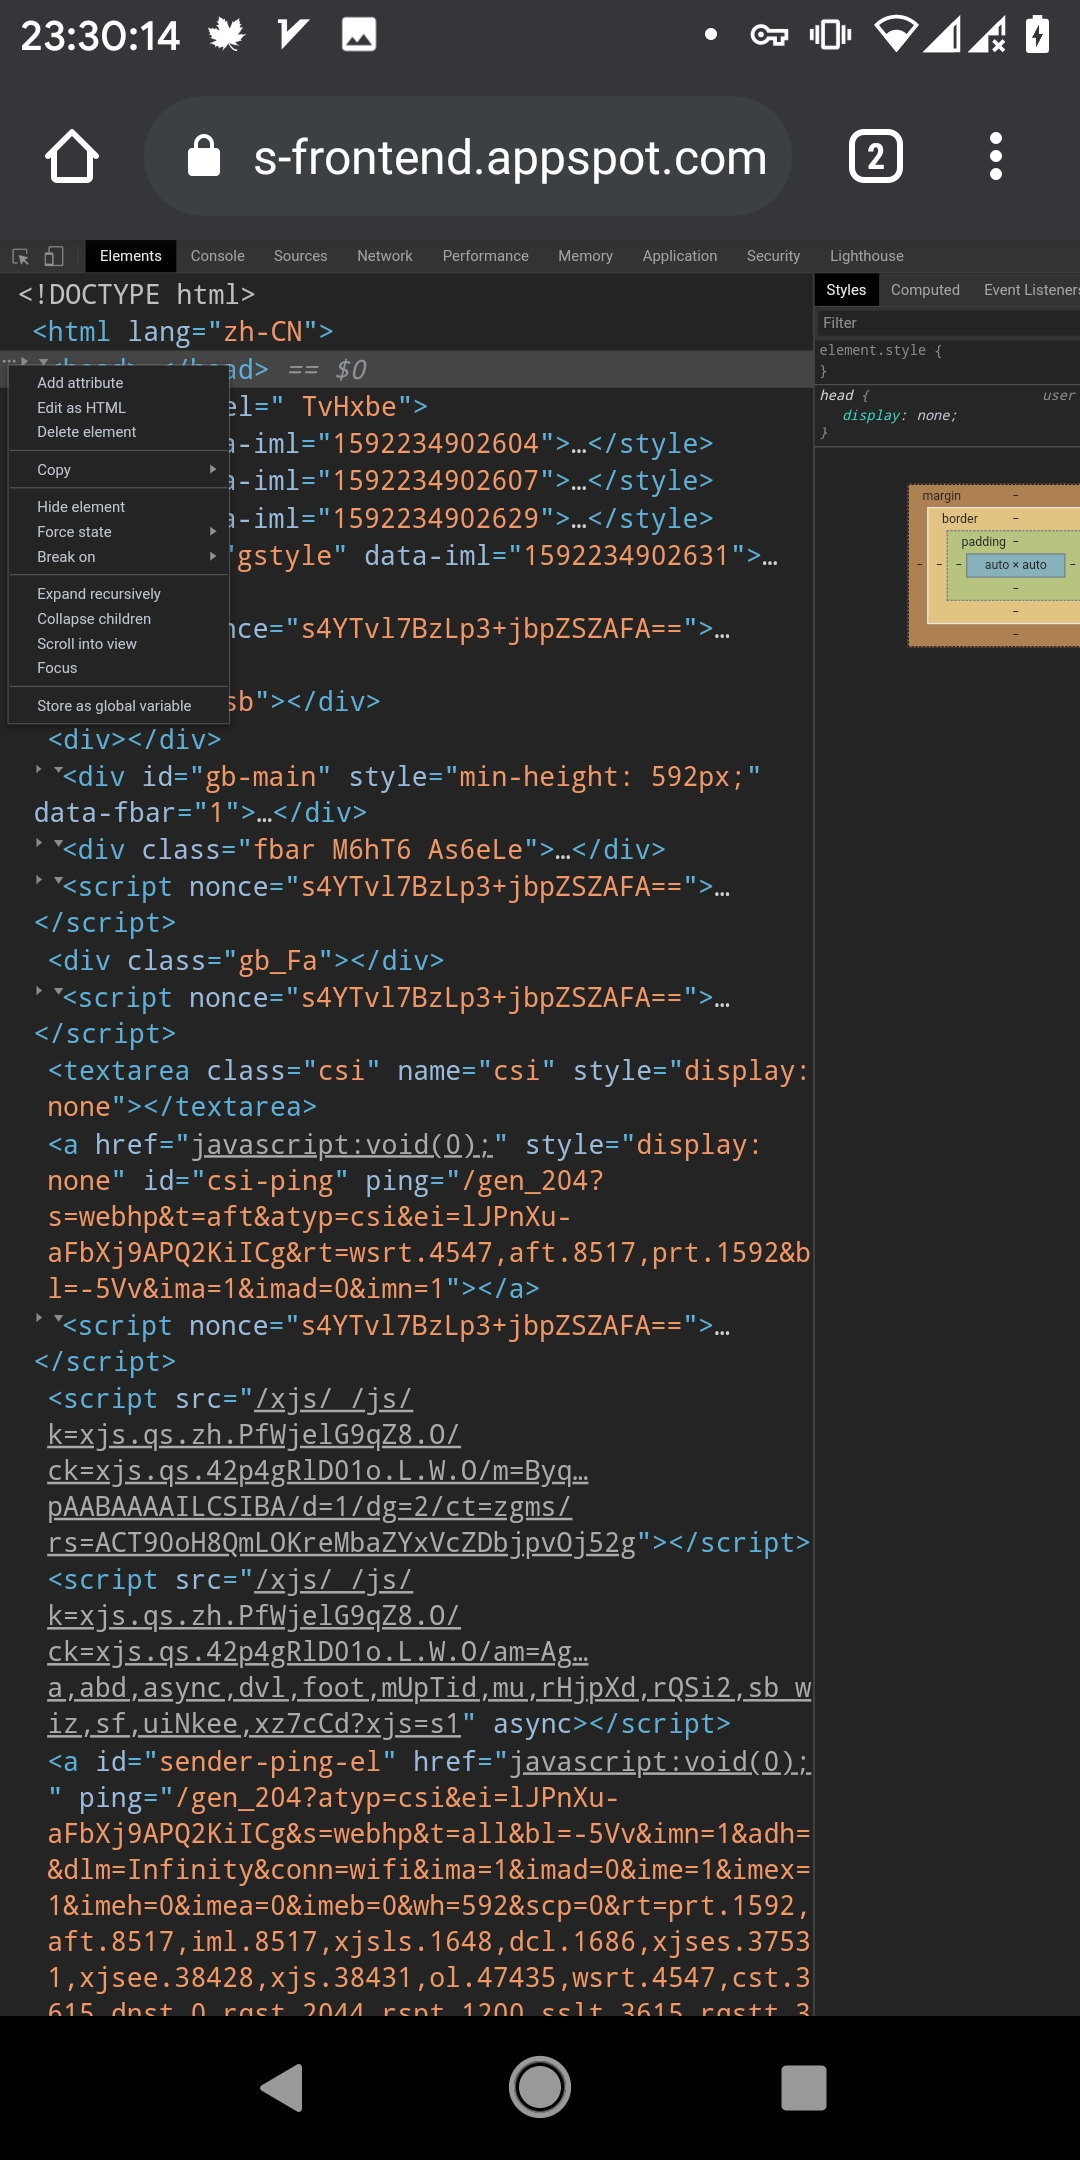 23:30:14
s-frontend.appspot.com
2
Elements Console Sources Network Performance Memory Application Security Lighthouse
<!DOCTYPE html>
<html lang="zh-CN">
ad> == $0
Add attribute
Edit as HTML
Delete element
Copy
Hide element
Force state
Break on
Expand recursively
Collapse children
Scroll into view
Focus
Store as global variable
el=" TvHxbe">
a-iml="1592234902604">…</style>
a-iml="1592234902607">…</style>
a-iml="1592234902629">…</style>
"gstyle" data-iml="1592234902631">…
nce="s4YTvl7BzLp3+jbpZSZAFA==">…
sb"></div>
<div></div>
<div id="gb-main" style="min-height: 592px;"
data-fbar="1">…</div>
<div class="fbar M6hT6 As6eLe">…</div>
<script nonce="s4YTvl7BzLp3+jbpZSZAFA==">…
</script>
<div class="gb_Fa"></div>
<script nonce="s4YTvl7BzLp3+jbpZSZAFA==">…
</script>
<textarea class="csi" name="csi" style="display:
none"></textarea>
<a href="javascript:void(0);" style="display:
none" id="csi-ping" ping="/gen_204?
s=webhp&t=aft&atyp=csi&ei=lJPnXu-
aFbXj9APQ2KiICg&rt=wsrt.4547,aft.8517,prt.1592&b
l=-5Vv&ima=1&imad=0&imn=1"></a>
<script nonce="s4YTvl7BzLp3+jbpZSZAFA==">…
</script>
<script src="/xjs/_/js/
k=xjs.qs.zh.PfWjelG9qZ8.O/
ck=xjs.qs.42p4gRlD01o.L.W.O/m=Byq…
pAABAAAAILCSIBA/d=1/dg=2/ct=zgms/
rs=ACT90oH8QmLOKreMbaZYxVcZDbjpvOj52g"></script>
<script src="/xjs/_/js/
k=xjs.qs.zh.PfWjelG9qZ8.O/
ck=xjs.qs.42p4gRlD01o.L.W.O/am=Ag…
a,abd,async,dvl,foot,mUpTid,mu,rHjpXd,rQSi2,sb_w
iz,sf,uiNkee,xz7cCd?xjs=s1" async></script>
<a id="sender-ping-el" href="javascript:void(0);
" ping="/gen_204?atyp=csi&ei=lJPnXu-
aFbXj9APQ2KiICg&s=webhp&t=all&bl=-5Vv&imn=1&adh=
&dlm=Infinity&conn=wifi&ima=1&imad=0&ime=1&imex=
1&imeh=0&imea=0&imeb=0&wh=592&scp=0&rt=prt.1592,
aft.8517,iml.8517,xjsls.1648,dcl.1686,xjses.3753
1,xjsee.38428,xjs.38431,ol.47435,wsrt.4547,cst.3
615,dnst.0,rqst.2044,rspt.1200,sslt.3615,rqstt.3
Styles Computed Event Listeners
Filter
element.style {
}
head { user
display: none;
}
margin –
border –
padding –
– – – auto × auto –
–
–
–